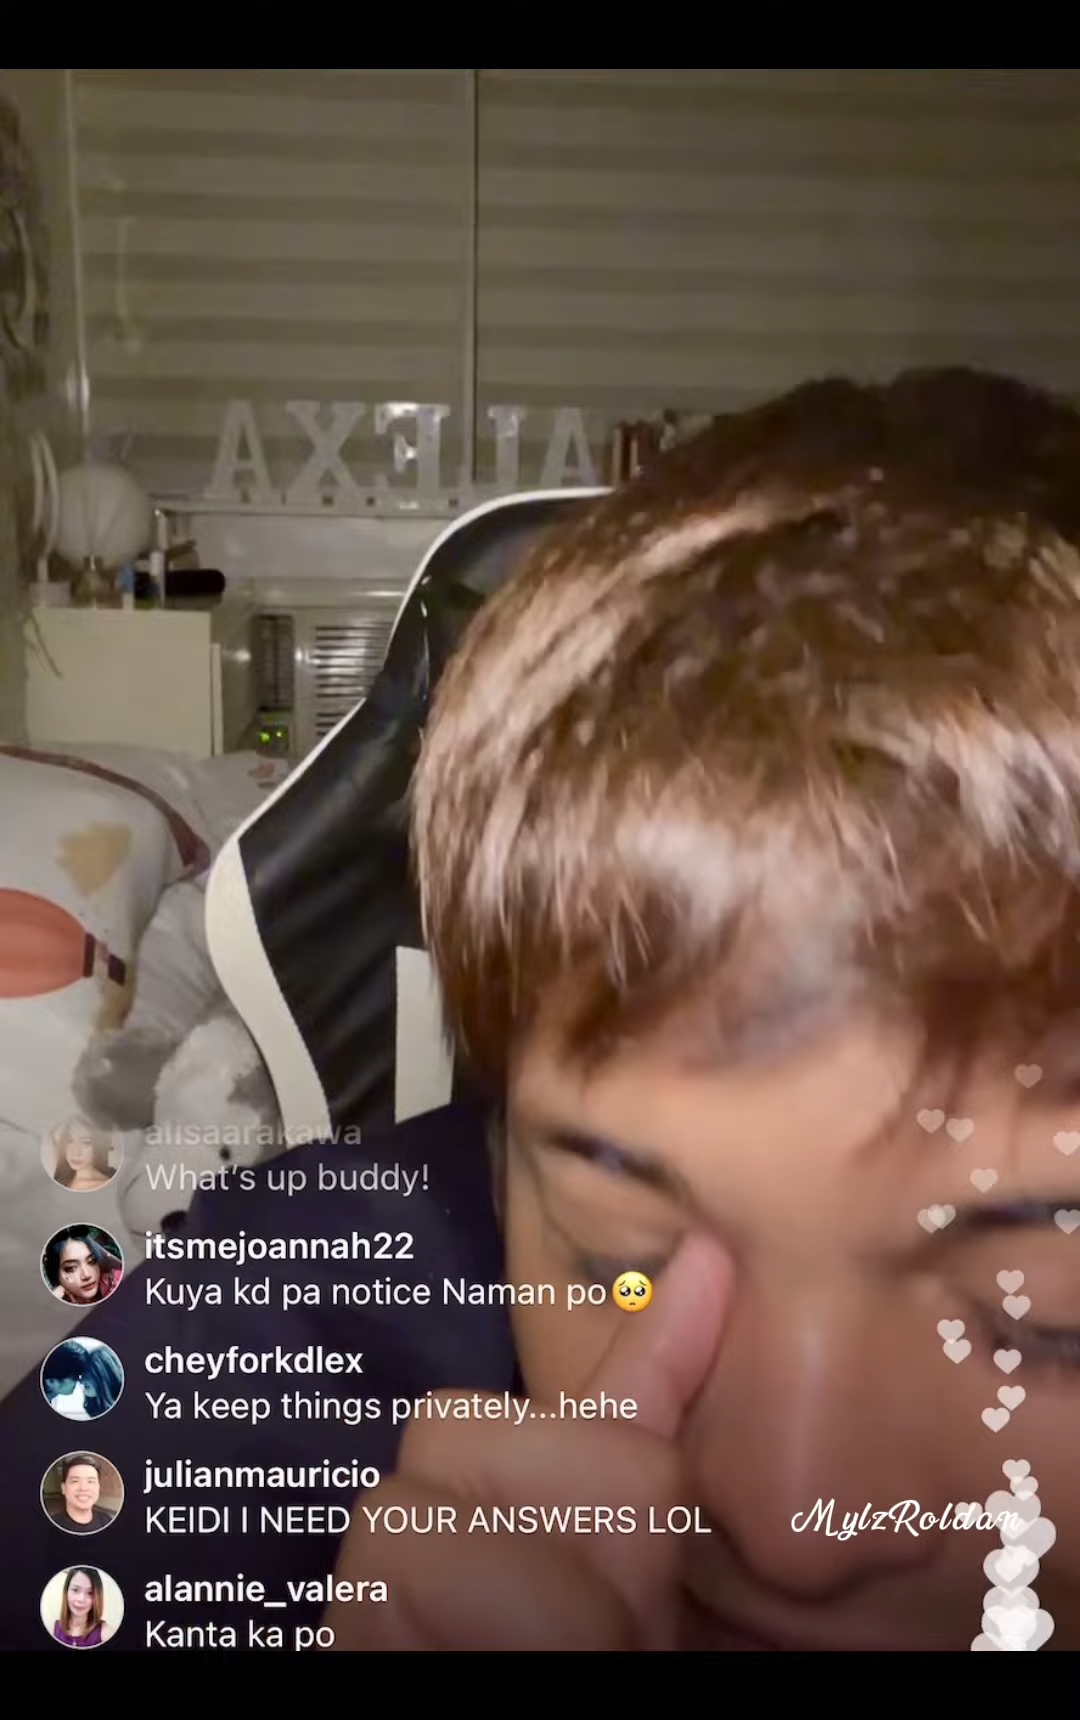 ALEXA
alisaarakawa
What's up buddy!
itsmejoannah22
Kuya kd pa notice Naman po🥺
cheyforkdlex
Ya keep things privately...hehe
julianmauricio
KEIDI I NEED YOUR ANSWERS LOL
MylzRoldan
alannie_valera
Kanta ka po